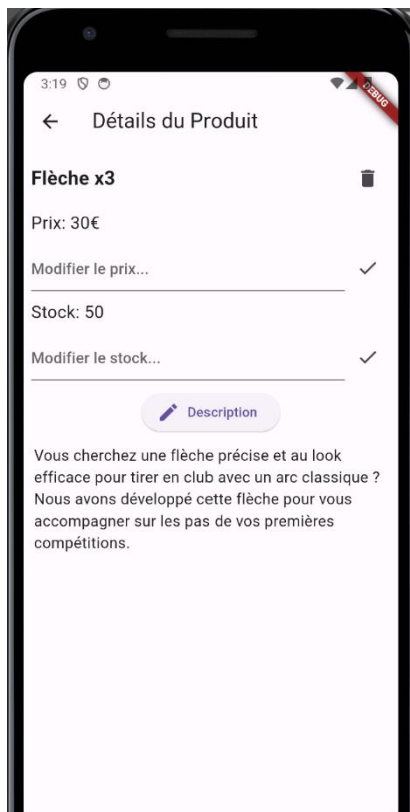 3:19
DEBUG
Détails du Produit
Flèche x3
Prix: 30€
Modifier le prix...
Stock: 50
Modifier le stock...
Description
Vous cherchez une flèche précise et au look
efficace pour tirer en club avec un arc classique ?
Nous avons développé cette flèche pour vous
accompagner sur les pas de vos premières
compétitions.